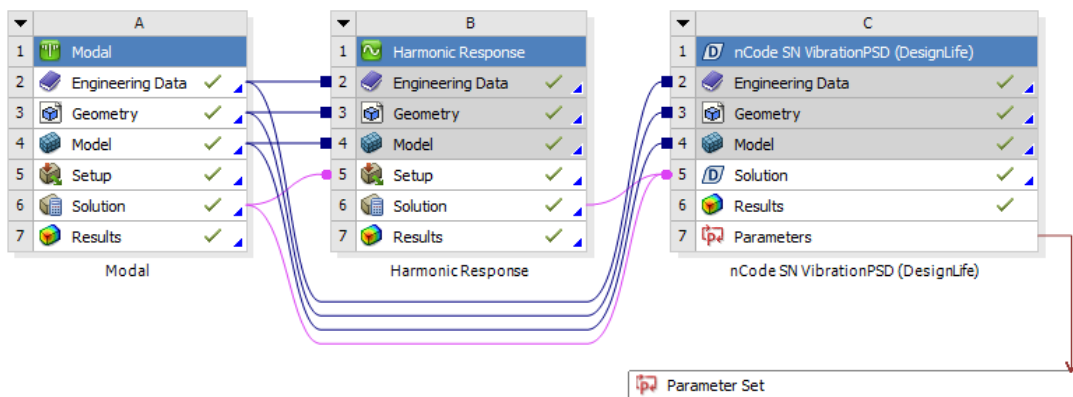 A
1 Modal
2 Engineering Data
3 Geometry
4 Model
5 Setup
6 Solution
7 Results
Modal
B
1 Harmonic Response
2 Engineering Data
3 Geometry
4 Model
5 Setup
6 Solution
7 Results
Harmonic Response
C
1 nCode SN VibrationPSD (DesignLife)
2 Engineering Data
3 Geometry
4 Model
5 Solution
6 Results
7 Parameters
nCode SN VibrationPSD (DesignLife)
Parameter Set